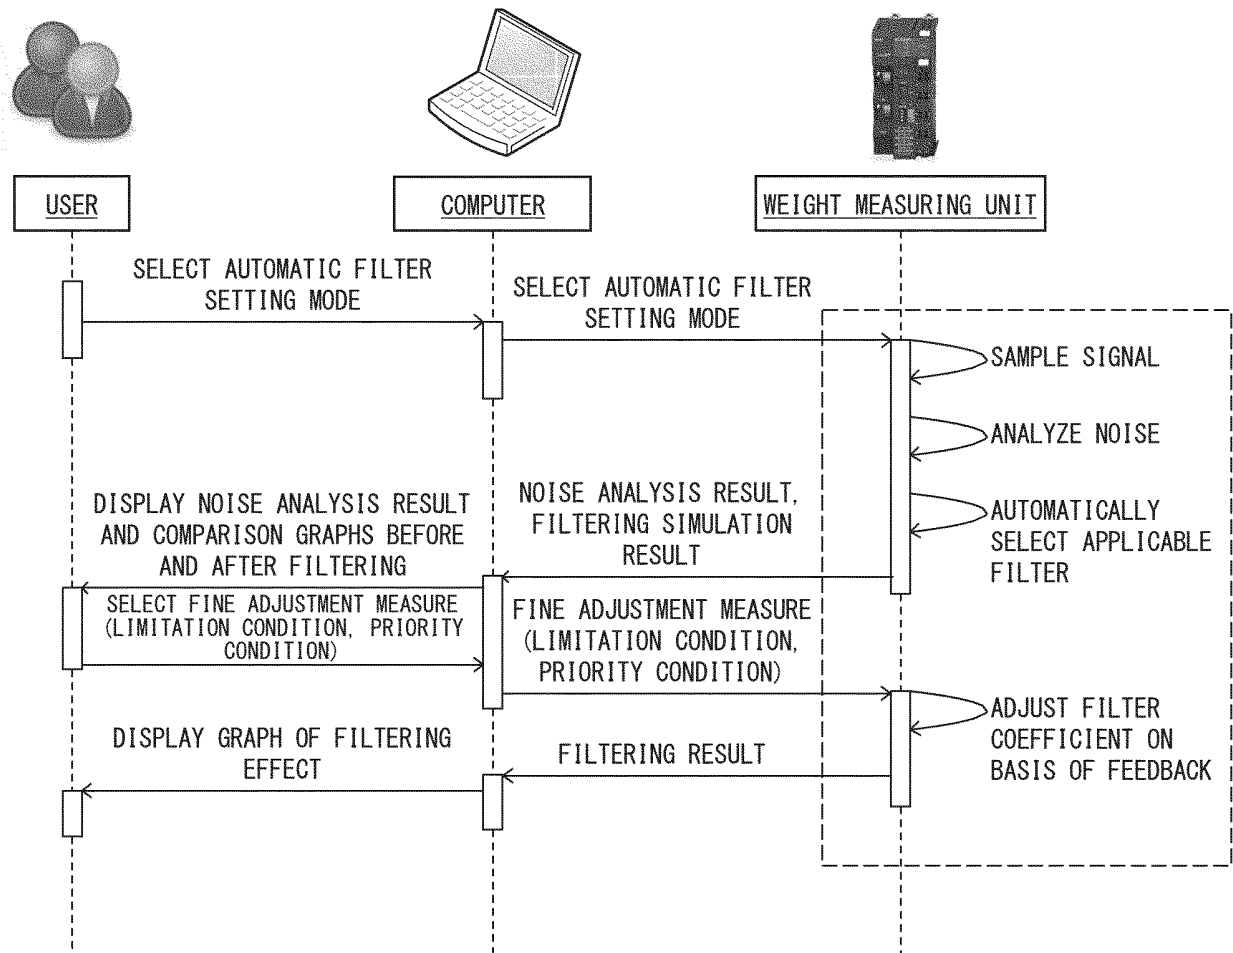 USER
COMPUTER
WEIGHT MEASURING UNIT
SELECT AUTOMATIC FILTER
SETTING MODE
SELECT AUTOMATIC FILTER
SETTING MODE
SAMPLE SIGNAL
ANALYZE NOISE
AUTOMATICALLY
SELECT APPLICABLE
FILTER
NOISE ANALYSIS RESULT,
FILTERING SIMULATION
RESULT
DISPLAY NOISE ANALYSIS RESULT
AND COMPARISON GRAPHS BEFORE
AND AFTER FILTERING
SELECT FINE ADJUSTMENT MEASURE
(LIMITATION CONDITION, PRIORITY
CONDITION)
FINE ADJUSTMENT MEASURE
(LIMITATION CONDITION,
PRIORITY CONDITION)
ADJUST FILTER
COEFFICIENT ON
BASIS OF FEEDBACK
FILTERING RESULT
DISPLAY GRAPH OF FILTERING
EFFECT